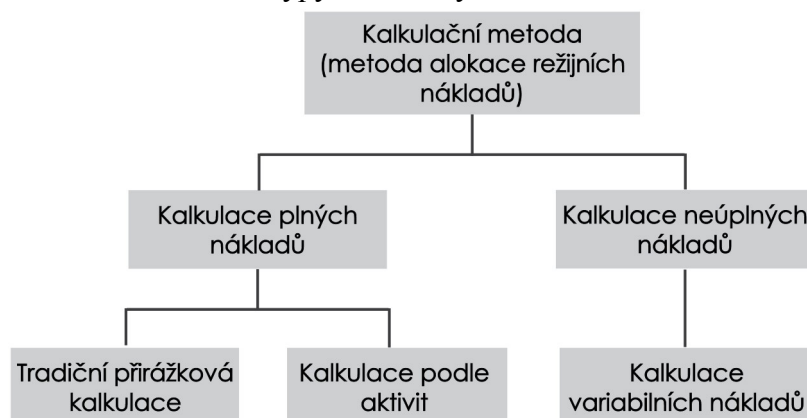 Kalkulační metoda
(metoda alokace režijních
nákladů)
Kalkulace plných
nákladů
Kalkulace neúplných
nákladů
Tradiční přirážková
kalkulace
Kalkulace podle
aktivit
Kalkulace
variabilních nákladů